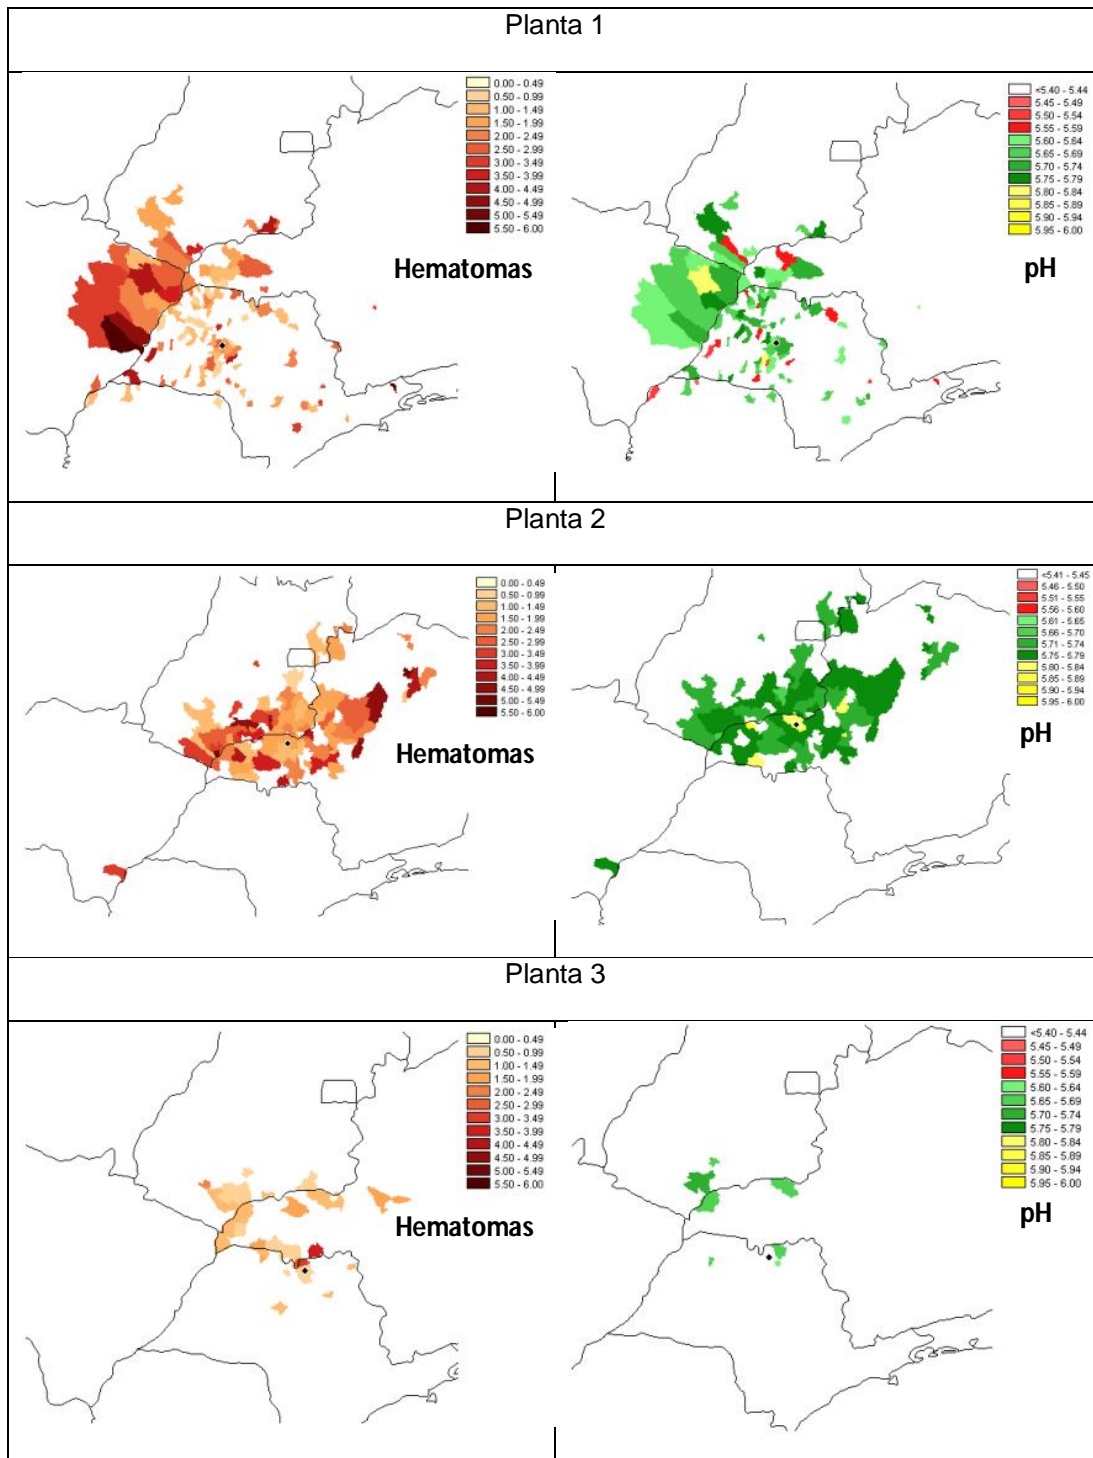 Planta 1
0.00 - 0.49
0.50 - 0.99
1.00 - 1.49
1.50 - 1.99
2.00 - 2.49
2.50 - 2.99
3.00 - 3.49
3.50 - 3.99
4.00 - 4.49
4.50 - 4.99
5.00 - 5.49
5.50 - 6.00
Hematomas
<5.40 - 5.44
5.45 - 5.49
5.50 - 5.54
5.55 - 5.59
5.60 - 5.64
5.65 - 5.69
5.70 - 5.74
5.75 - 5.79
5.80 - 5.84
5.85 - 5.89
5.90 - 5.94
5.95 - 6.00
pH
Planta 2
0.00 - 0.49
0.50 - 0.99
1.00 - 1.49
1.50 - 1.99
2.00 - 2.49
2.50 - 2.99
3.00 - 3.49
3.50 - 3.99
4.00 - 4.49
4.50 - 4.99
5.00 - 5.49
5.50 - 6.00
Hematomas
<5.41 - 5.45
5.46 - 5.50
5.51 - 5.55
5.56 - 5.60
5.61 - 5.65
5.66 - 5.70
5.71 - 5.74
5.75 - 5.79
5.80 - 5.84
5.85 - 5.89
5.90 - 5.94
5.95 - 6.00
pH
Planta 3
0.00 - 0.49
0.50 - 0.99
1.00 - 1.49
1.50 - 1.99
2.00 - 2.49
2.50 - 2.99
3.00 - 3.49
3.50 - 3.99
4.00 - 4.49
4.50 - 4.99
5.00 - 5.49
5.50 - 6.00
Hematomas
<5.40 - 5.44
5.45 - 5.49
5.50 - 5.54
5.55 - 5.59
5.60 - 5.64
5.65 - 5.69
5.70 - 5.74
5.75 - 5.79
5.80 - 5.84
5.85 - 5.89
5.90 - 5.94
5.95 - 6.00
pH